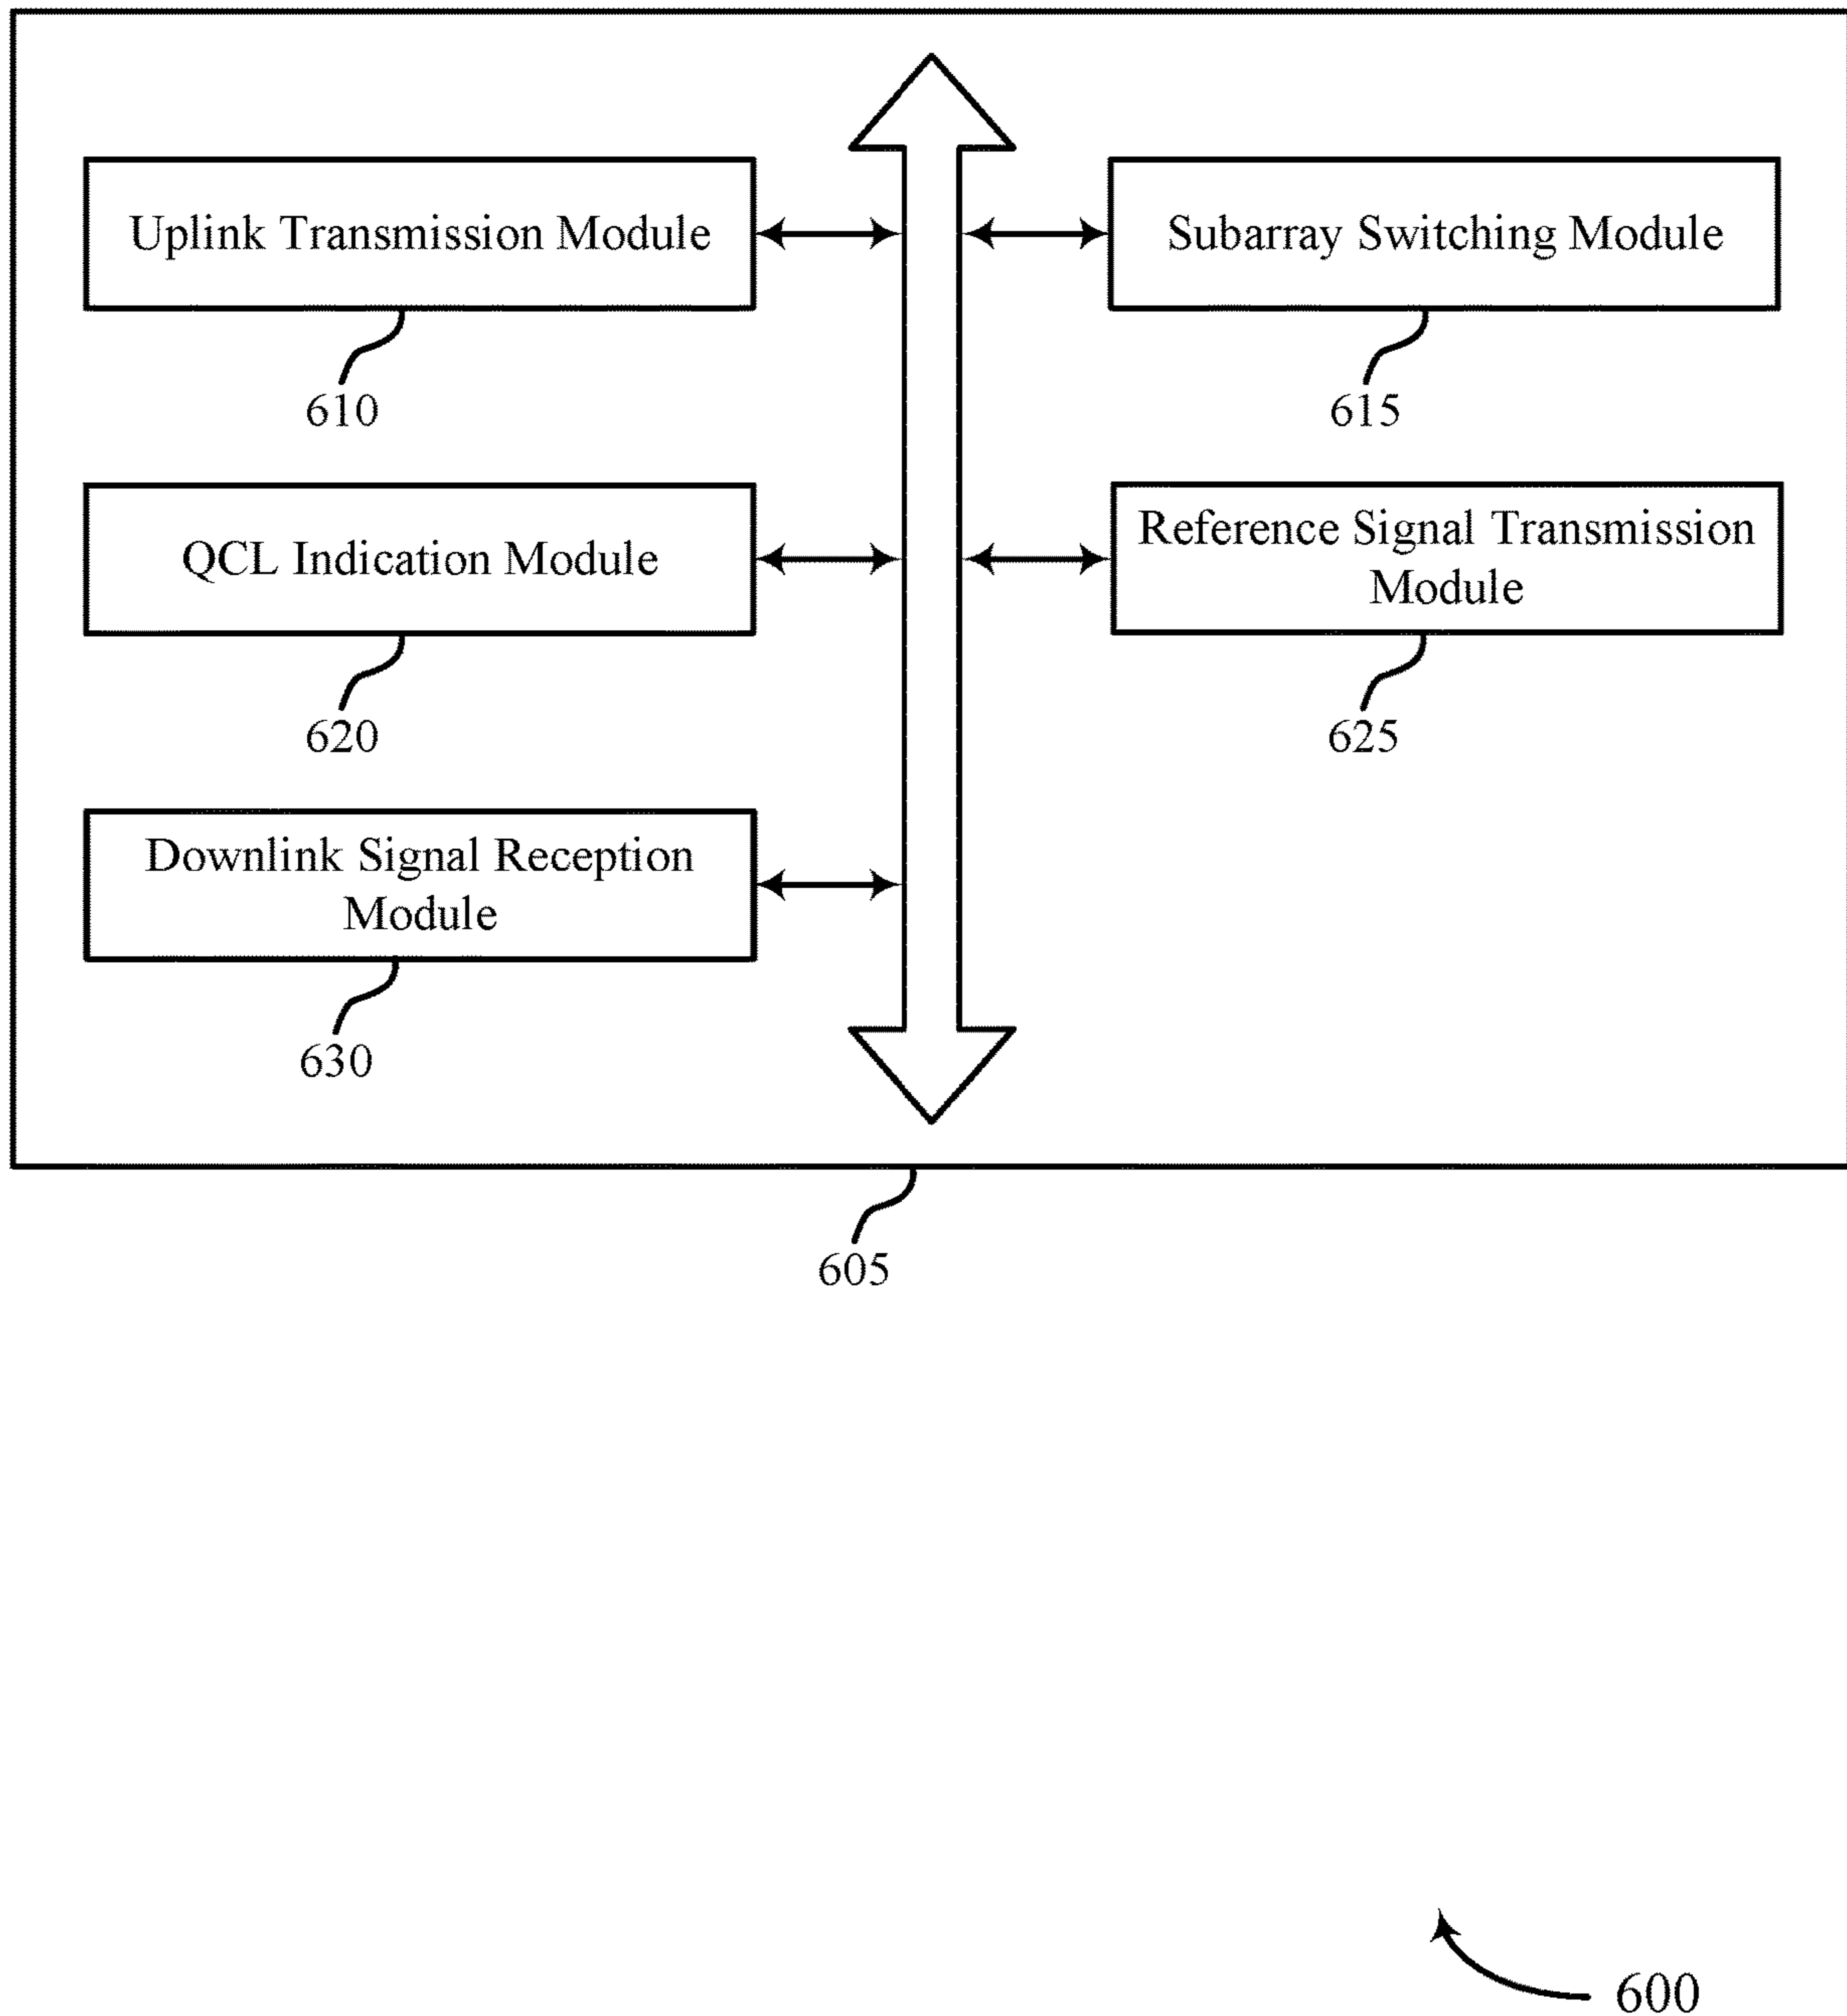 Uplink Transmission Module
610
Subarray Switching Module
615
QCL Indication Module
620
Reference Signal Transmission
Module
625
Downlink Signal Reception
Module
630
605
600